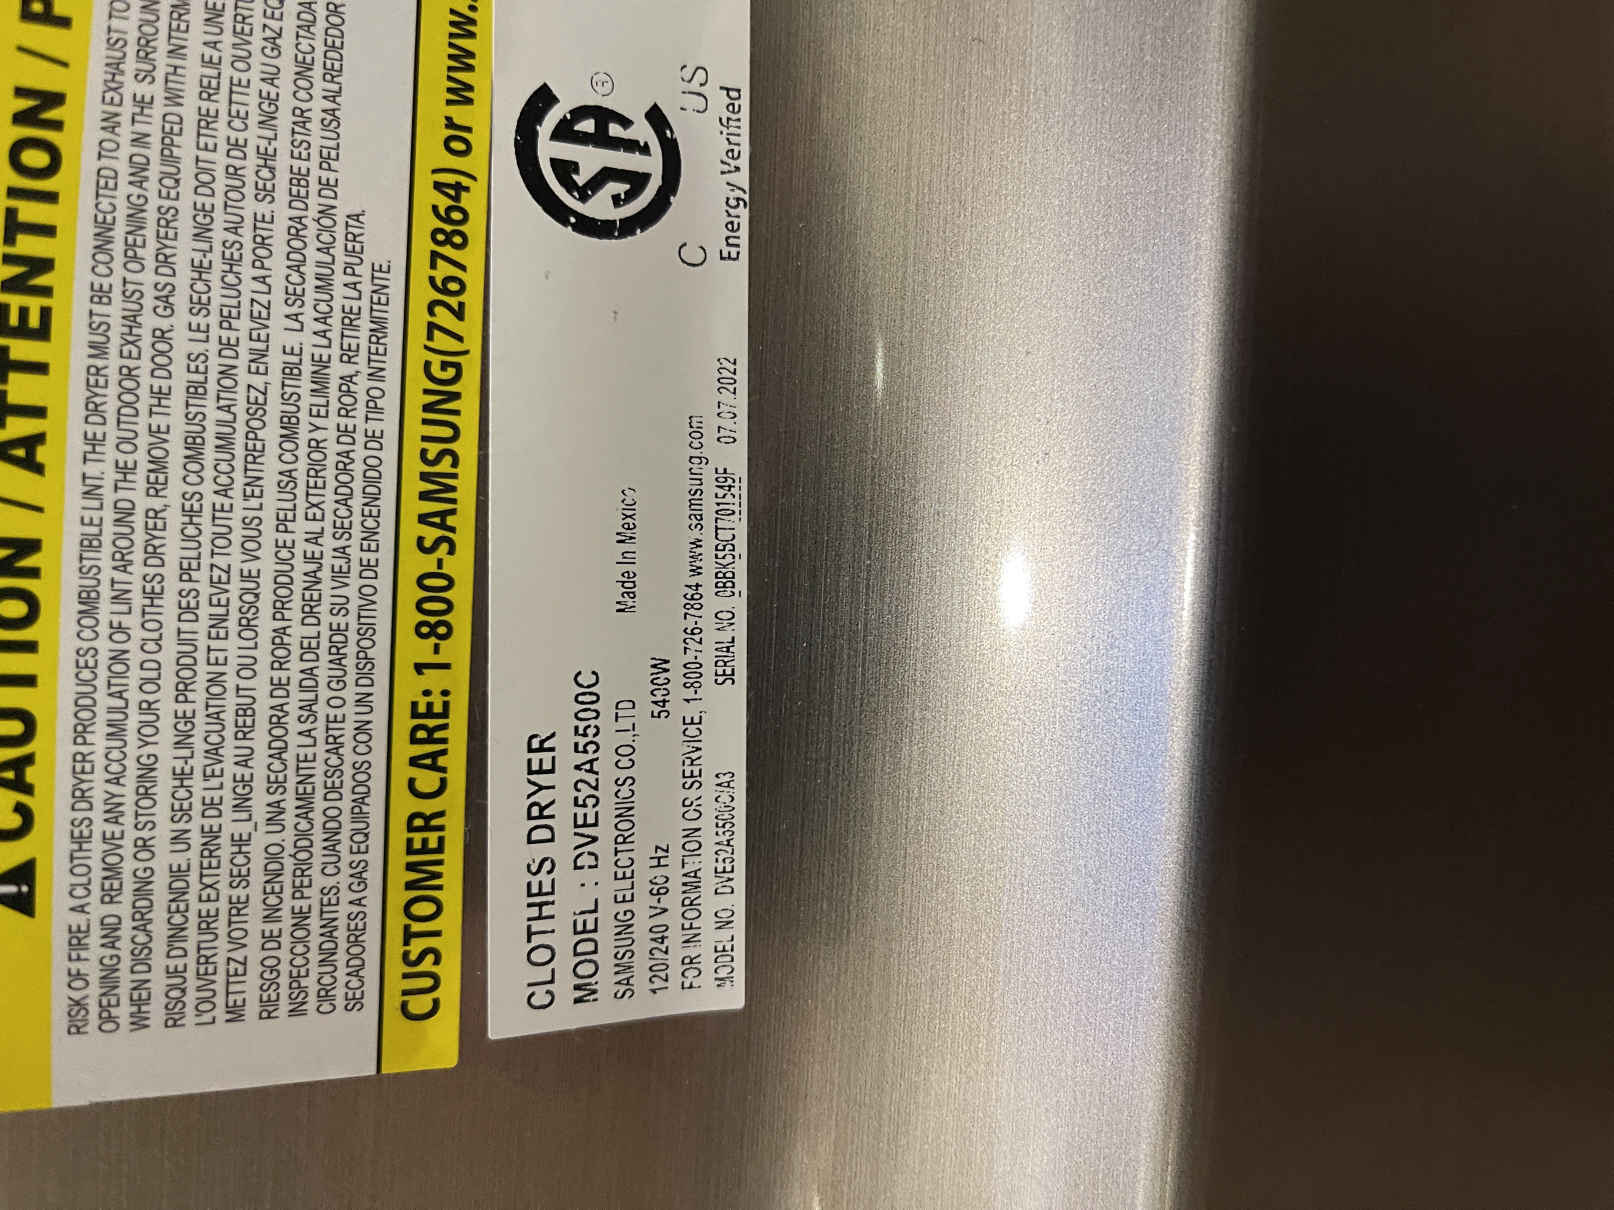 CAUTION / ATTENTION / P
RISK OF FIRE. A CLOTHES DRYER PRODUCES COMBUSTIBLE LINT. THE DRYER MUST BE CONNECTED TO AN EXHAUST TO
OPENING AND REMOVE ANY ACCUMULATION OF LINT AROUND THE OUTDOOR EXHAUST OPENING AND IN THE SURROUN
WHEN DISCARDING OR STORING YOUR OLD CLOTHES DRYER, REMOVE THE DOOR. GAS DRYERS EQUIPPED WITH INTERM
RISQUE D'INCENDIE. UN SECHE-LINGE PRODUIT DES PELUCHES COMBUSTIBLES. LE SECHE-LINGE DOIT ETRE RELIE A UNE
L'OUVERTURE EXTERNE DE L'EVACUATION ET ENLEVEZ TOUTE ACCUMULATION DE PELUCHES AUTOUR DE CETTE OUVERT
METTEZ VOTRE SECHE_LINGE AU REBUT OU LORSQUE VOUS L'ENTREPOSEZ, ENLEVEZ LA PORTE. SECHE-LINGE AU GAZ EQ
RIESGO DE INCENDIO. UNA SECADORA DE ROPA PRODUCE PELUSA COMBUSTIBLE. LA SECADORA DEBE ESTAR CONECTADA
INSPECCIONE PERIÓDICAMENTE LA SALIDA DEL DRENAJE AL EXTERIOR Y ELIMINE LA ACUMULACIÓN DE PELUSA ALREDEDOR
CIRCUNDANTES. CUANDO DESCARTE O GUARDE SU VIEJA SECADORA DE ROPA, RETIRE LA PUERTA.
SECADORES A GAS EQUIPADOS CON UN DISPOSITIVO DE ENCENDIDO DE TIPO INTERMITENTE.
CUSTOMER CARE: 1-800-SAMSUNG(7267864) or www.
CLOTHES DRYER
MODEL : DVE52A5500C
SAMSUNG ELECTRONICS CO.,LTD Made In Mexico
120/240 V-60 Hz 5400W
FOR INFORMATION OR SERVICE, 1-800-726-7864 www.samsung.com
MODEL NO. DVE52A5500C/A3 SERIAL NO. 0BBK5BCT701549F 07.07.2022
SA ®
C US
Energy Verified